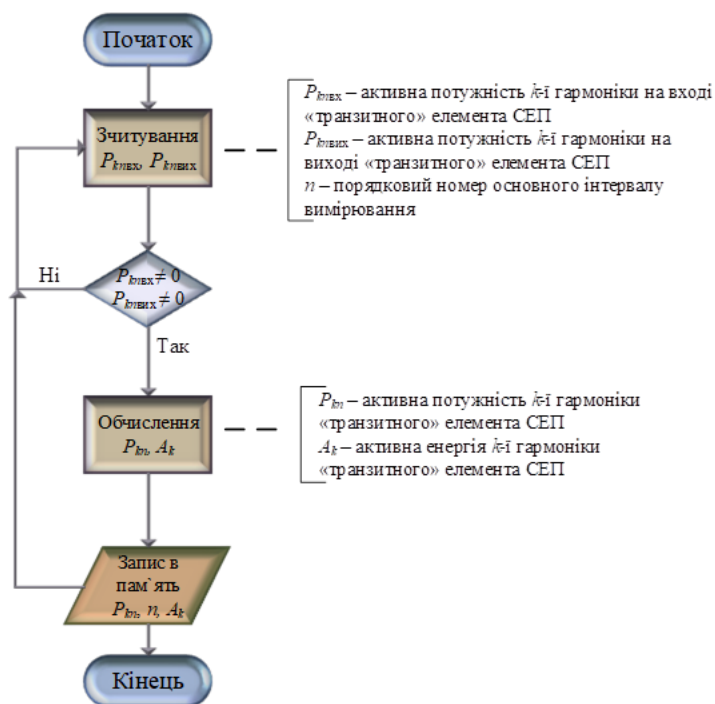 Початок
Зчитування
Pknвх, Pknвих
Pknвх – активна потужність k-ї гармоніки на вході
«транзитного» елемента СЕП
Pknвих – активна потужність k-ї гармоніки на
виході «транзитного» елемента СЕП
n – порядковий номер основного інтервалу
вимірювання
Ні
Pknвх ≠ 0
Pknвих ≠ 0
Так
Обчислення
Pkn, Ak
Pkn – активна потужність k-ї гармоніки
«транзитного» елемента СЕП
Ak – активна енергія k-ї гармоніки
«транзитного» елемента СЕП
Запис в
пам`ять
Pkn, n, Ak
Кінець